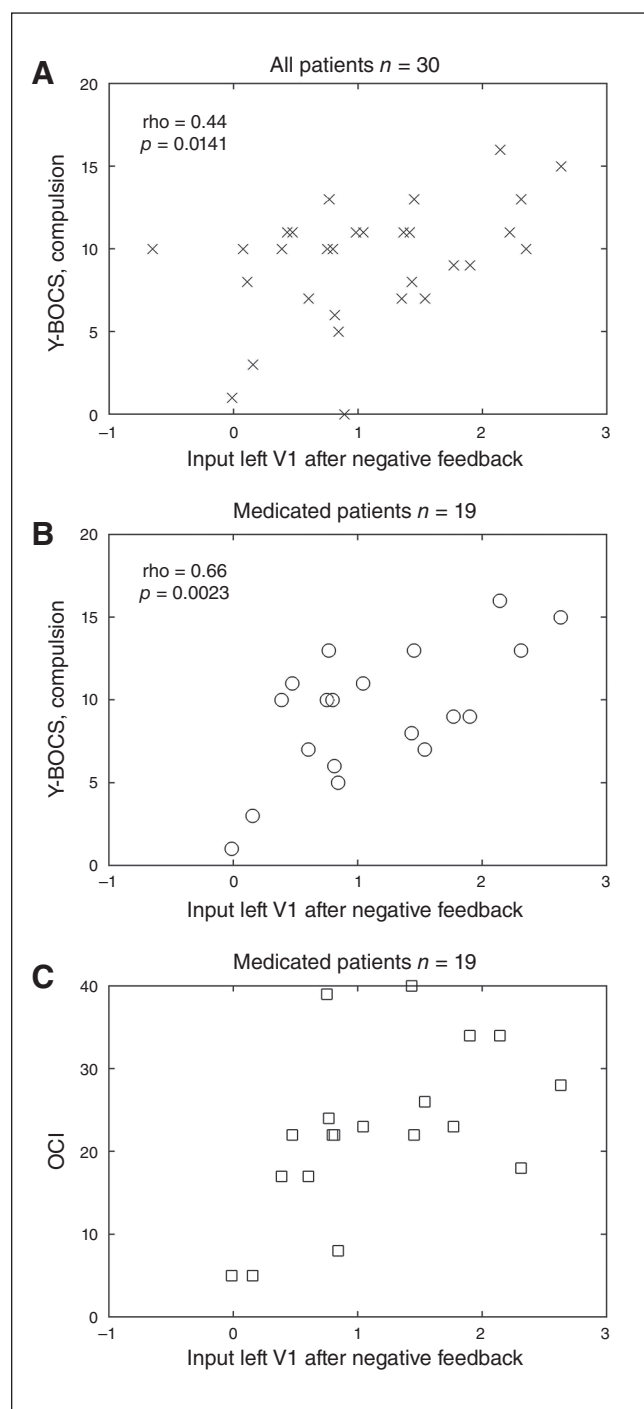 A
All patients n = 30
20
15
10
5
0
rho = 0.44
p = 0.0141
Y-BOCS, compulsion
–1
0
1
2
3
Input left V1 after negative feedback
B
Medicated patients n = 19
20
15
10
5
0
rho = 0.66
p = 0.0023
Y-BOCS, compulsion
–1
0
1
2
3
Input left V1 after negative feedback
C
Medicated patients n = 19
40
30
20
10
0
OCI
–1
0
1
2
3
Input left V1 after negative feedback